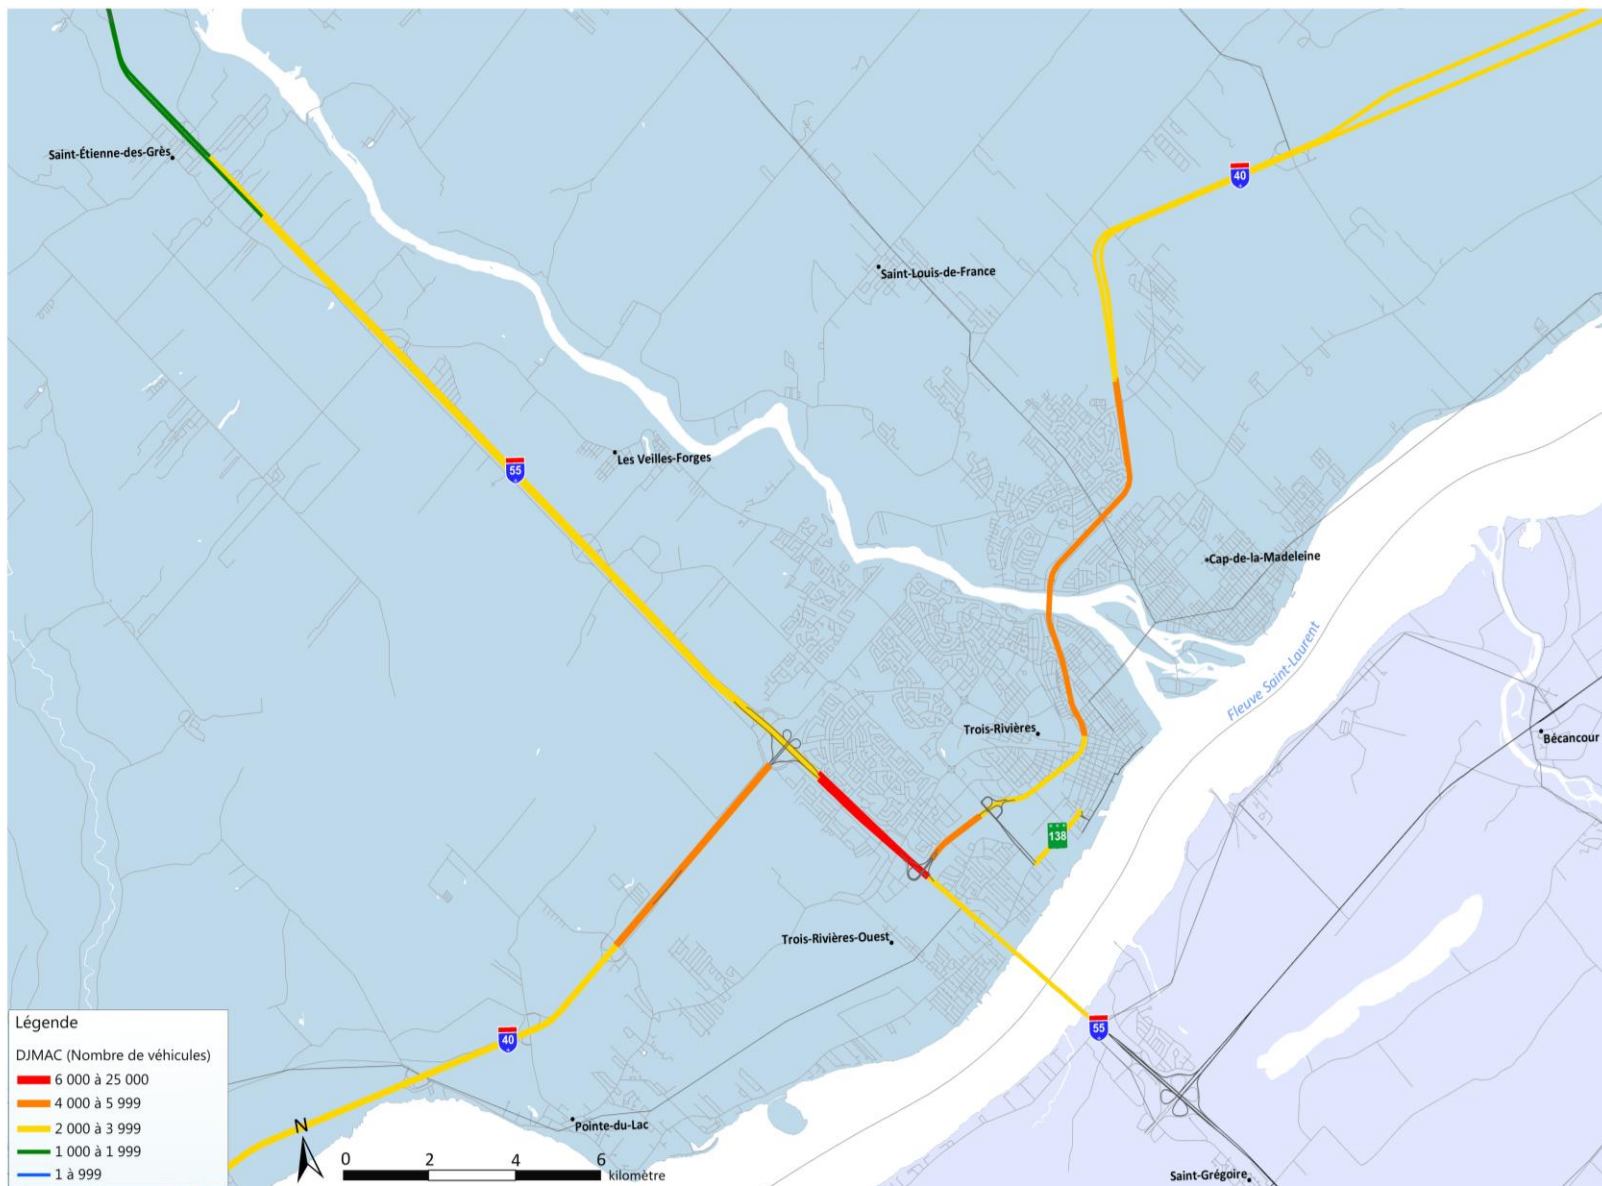 Saint-Étienne-des-Grès
40
Saint-Louis-de-France
55
Les Veilles-Forges
Cap-de-la-Madeleine
Fleuve Saint-Laurent
Trois-Rivières
Bécancour
138
Trois-Rivières-Ouest
40
55
Pointe-du-Lac
Saint-Grégoire
Légende
DJMAC (Nombre de véhicules)
6 000 à 25 000
4 000 à 5 999
2 000 à 3 999
1 000 à 1 999
1 à 999
N
0 2 4 6
kilomètre